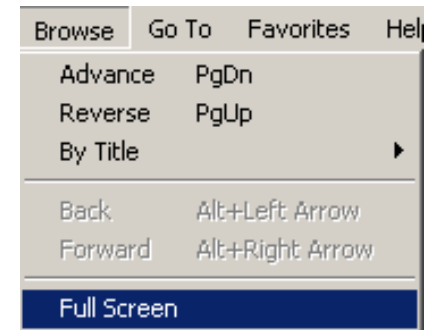 Browse Go To Favorites
Advance PgDn
Reverse PgUp
By Title
Back Alt+Left Arrow
Forward Alt+Right Arrow
Full Screen